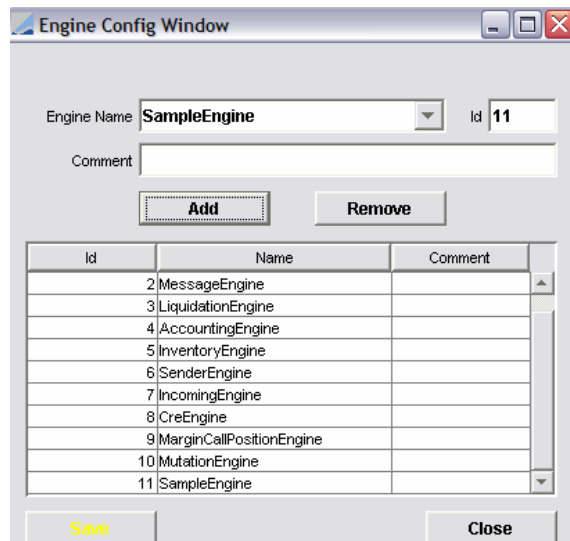 Engine Config Window
Engine Name SampleEngine Id 11
Comment
Add Remove
Id Name Comment
2 MessageEngine
3 LiquidationEngine
4 AccountingEngine
5 InventoryEngine
6 SenderEngine
7 IncomingEngine
8 CreEngine
9 MarginCallPositionEngine
10 MutationEngine
11 SampleEngine
Save Close